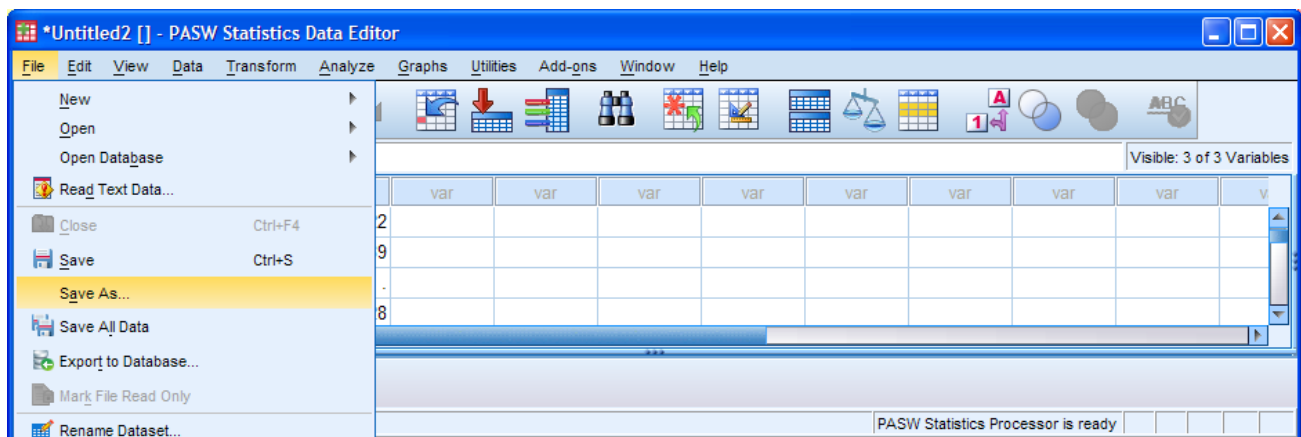 *Untitled2 [] - PASW Statistics Data Editor
File Edit View Data Transform Analyze Graphs Utilities Add-ons Window Help
New
Open
Open Database
Read Text Data...
Close Ctrl+F4
Save Ctrl+S
Save As...
Save All Data
Export to Database...
Mark File Read Only
Rename Dataset...
A
1
ABC
Visible: 3 of 3 Variables
var var var var var var var var v
2
9
.
8
PASW Statistics Processor is ready